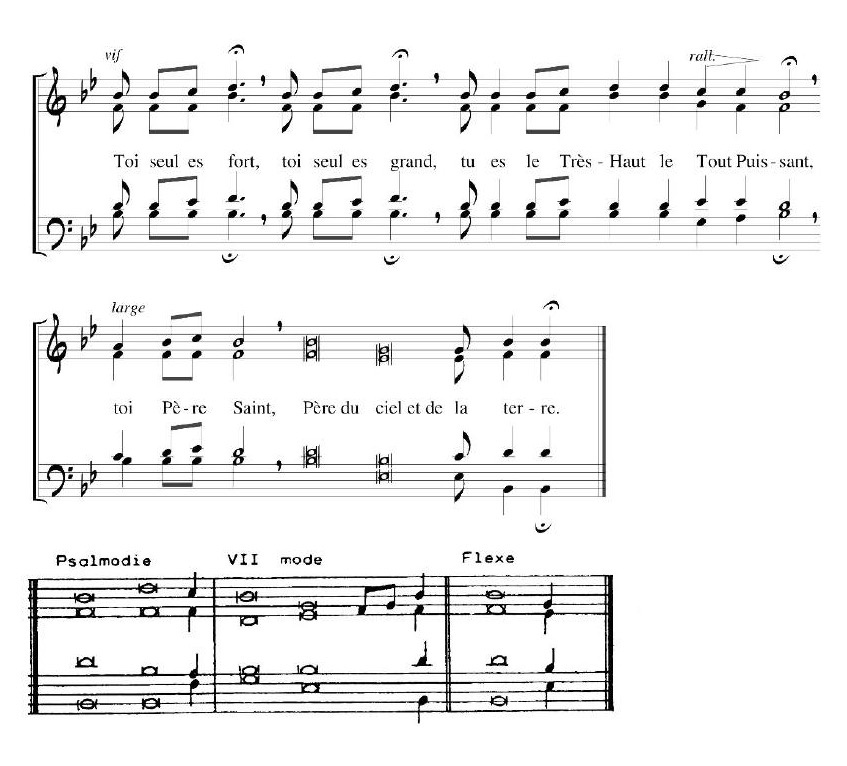 vif
rall.
Toi seul es fort, toi seul es grand, tu es le Très - Haut le Tout Puis - sant,
large
toi Pè - re Saint, Père du ciel et de la ter - re.
Psalmodie VII mode Flexe